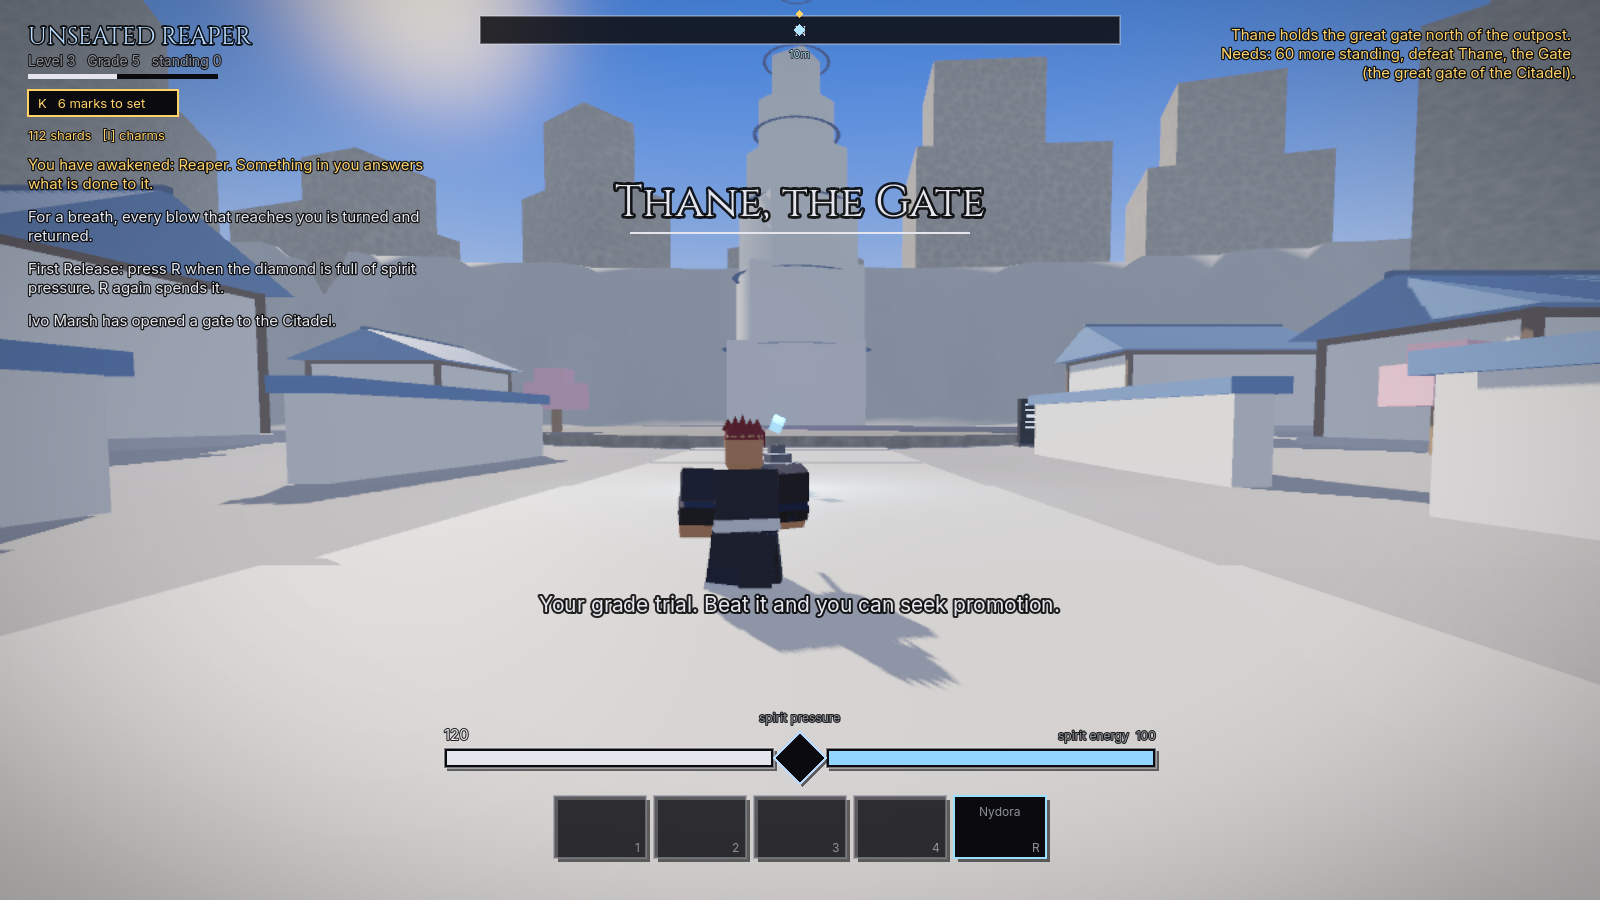 UNSEATED REAPER
Level 3 Grade 5 standing 0
K 6 marks to set
112 shards [I] charms
You have awakened: Reaper. Something in you answers
what is done to it.
For a breath, every blow that reaches you is turned and
returned.
First Release: press R when the diamond is full of spirit
pressure. R again spends it.
Ivo Marsh has opened a gate to the Citadel.
10m
Thane holds the great gate north of the outpost.
Needs: 60 more standing, defeat Thane, the Gate
(the great gate of the Citadel).
THANE, THE GATE
Your grade trial. Beat it and you can seek promotion.
120
spirit pressure
spirit energy 100
1
2
3
4
Nydora
R